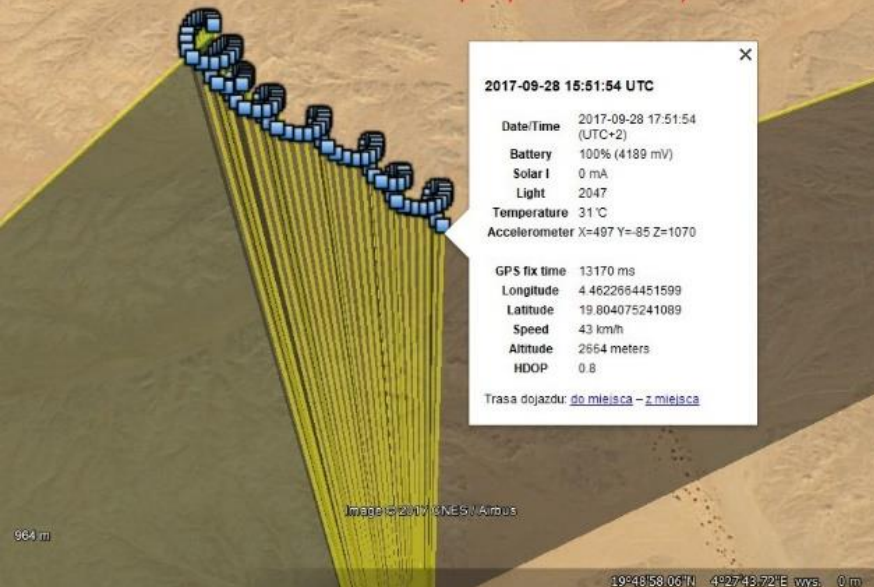 2017-09-28 15:51:54 UTC
Date/Time 2017-09-28 17:51:54
(UTC+2)
Battery 100% (4189 mV)
Solar I 0 mA
Light 2047
Temperature 31°C
Accelerometer X=497 Y=-85 Z=1070
GPS fix time 13170 ms
Longitude 4.4622664451599
Latitude 19.804075241089
Speed 43 km/h
Altitude 2664 meters
HDOP 0.8
Trasa dojazdu: do miejsca – z miejsca
Image © 2017 CNES / Airbus
964 m
19°48'58.06"N 4°27'43.72"E wys. 0 m